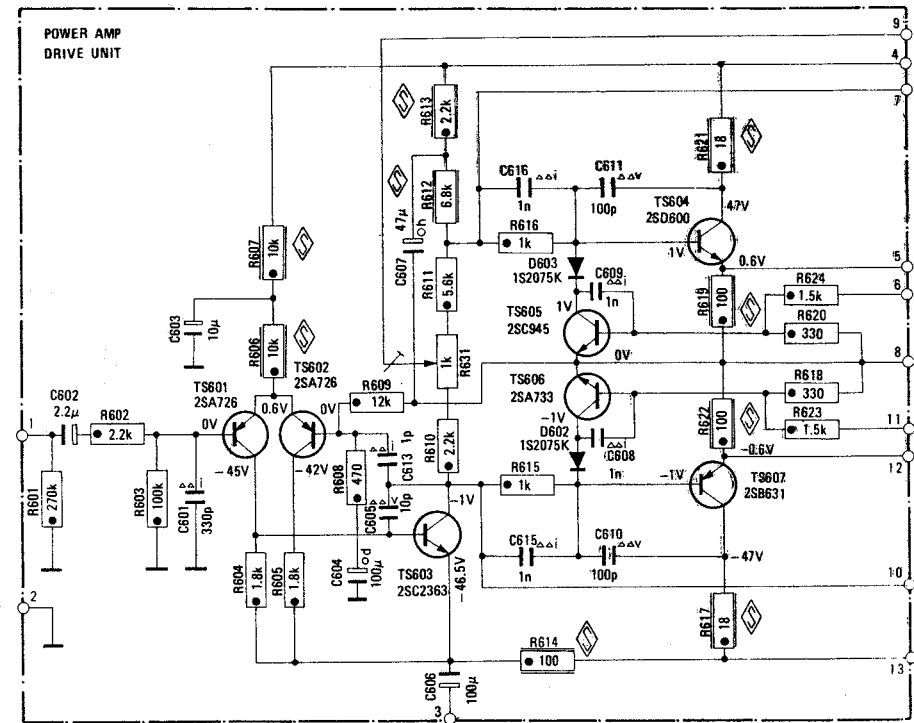 POWER AMP
DRIVE UNIT
9
4
7
R613
2.2k
R621
18
R612
6.8k
C616
1n
C611
100p
TS604
2SD600
47V
47μ
C607
R616
1k
1V
R607
10k
D603
1S2075K
0.6V
5
C609
1n
R624
1.5k
6
R611
5.6k
R619
100
C603
10μ
TS605
2SC945
1V
R620
330
R606
10k
TS602
2SA726
R631
1k
0V
8
TS601
2SA726
R609
12k
TS606
2SA733
R618
330
C602
2.2μ
1
R602
2.2k
0V
0.6V
0V
-1V
R622
100
R623
1.5k
11
R610
2.2k
D602
1S2075K
C608
1n
-0.6V
12
-45V
-42V
R608
470
C613
1p
R615
1k
-1V
TS607
2SB631
R601
270k
R603
100k
C601
330p
C605
10p
-1V
C615
1n
C610
100p
-47V
R604
1.8k
R605
1.8k
C604
100μ
TS603
2SC2363
-46.5V
10
2
R617
18
R614
100
13
C606
100μ
3